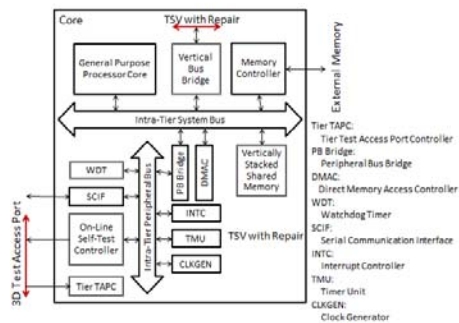 Core
TSV with Repair
General Purpose
Processor Core
Vertical
Bus
Bridge
Memory
Controller
External Memory
Intra-Tier System Bus
WDT
SCIF
On-Line
Self-Test
Controller
Tier TAPC
3D Test Access Port
Intra-Tier Peripheral Bus
PB Bridge
DMAC
Vertically
Stacked
Shared
Memory
INTC
TMU
CLKGEN
TSV with Repair
Tier TAPC:
Tier Test Access Port Controller
PB Bridge:
Peripheral Bus Bridge
DMAC:
Direct Memory Access Controller
WDT:
Watchdog Timer
SCIF:
Serial Communication Interface
INTC:
Interrupt Controller
TMU:
Timer Unit
CLKGEN:
Clock Generator